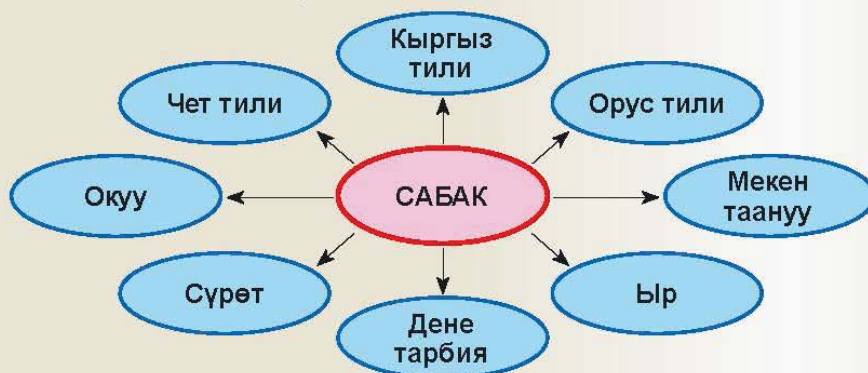 Кыргыз
тили
Чет тили
Орус тили
Окуу
САБАК
Мекен
таануу
Сүрөт
Ыр
Дене
тарбия